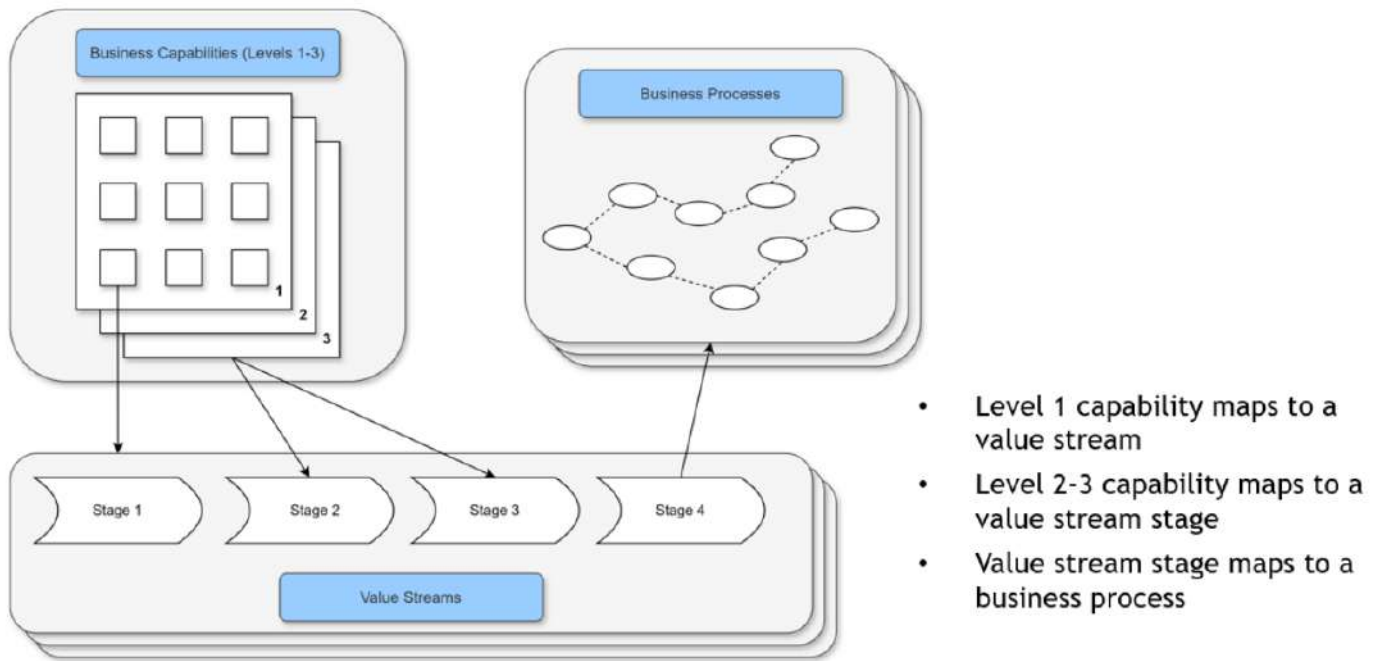 Business Capabilities (Levels 1-3)
1
2
3
Business Processes
Stage 1
Stage 2
Stage 3
Stage 4
Value Streams
• Level 1 capability maps to a
value stream
• Level 2-3 capability maps to a
value stream stage
• Value stream stage maps to a
business process